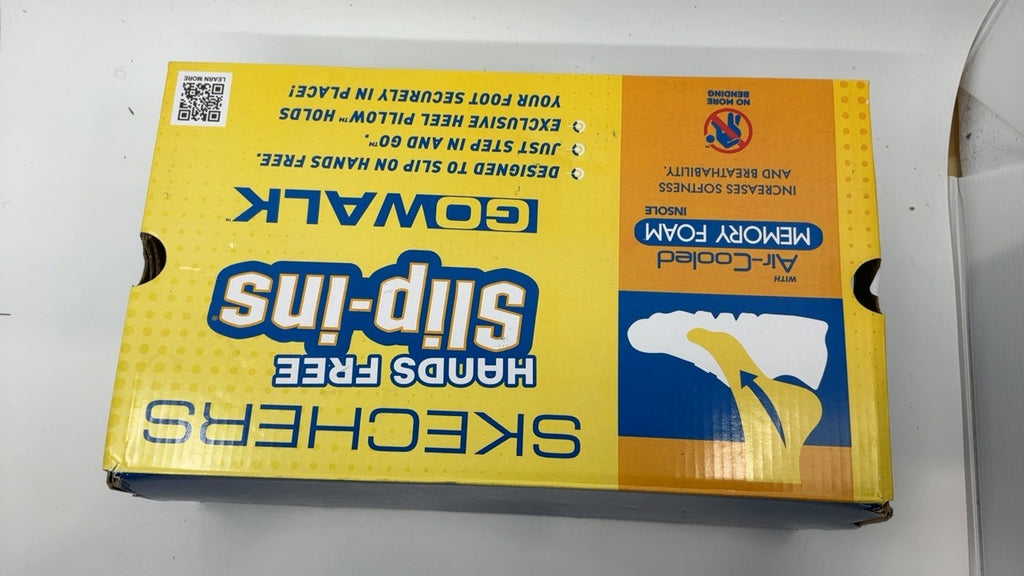 SKECHERS
HANDS FREE
Slip-ins®
GOWALK™
DESIGNED TO SLIP ON HANDS FREE.
JUST STEP IN AND GO™.
EXCLUSIVE HEEL PILLOW™ HOLDS
YOUR FOOT SECURELY IN PLACE!
LEARN MORE
WITH
Air-Cooled
MEMORY FOAM
INSOLE
INCREASES SOFTNESS
AND BREATHABILITY.
NO MORE
BENDING